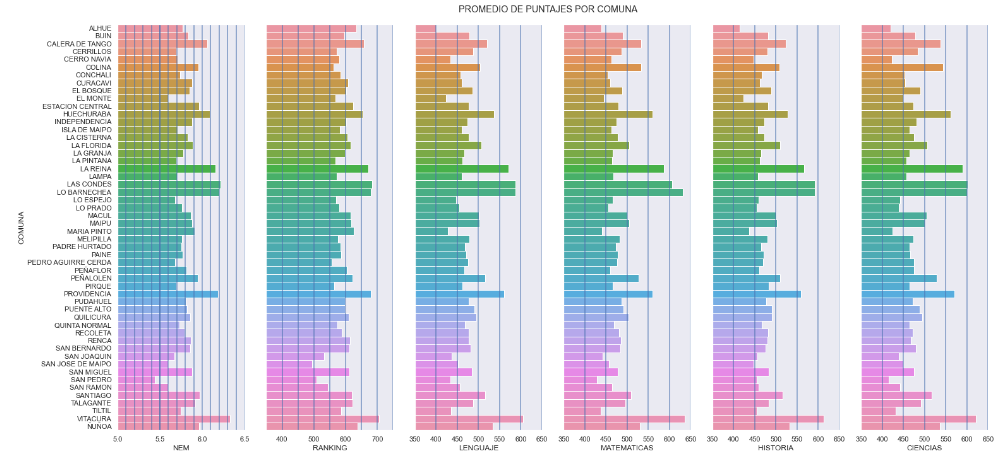 PROMEDIO DE PUNTAJES POR COMUNA
COMUNA
ALHUE
BUIN
CALERA DE TANGO
CERRILLOS
CERRO NAVIA
COLINA
CONCHALI
CURACAVI
EL BOSQUE
EL MONTE
ESTACION CENTRAL
HUECHURABA
INDEPENDENCIA
ISLA DE MAIPO
LA CISTERNA
LA FLORIDA
LA GRANJA
LA PINTANA
LA REINA
LAMPA
LAS CONDES
LO BARNECHEA
LO ESPEJO
LO PRADO
MACUL
MAIPU
MARIA PINTO
MELIPILLA
PADRE HURTADO
PAINE
PEDRO AGUIRRE CERDA
PEÑAFLOR
PEÑALOLEN
PIRQUE
PROVIDENCIA
PUDAHUEL
PUENTE ALTO
QUILICURA
QUINTA NORMAL
RECOLETA
RENCA
SAN BERNARDO
SAN JOAQUIN
SAN JOSE DE MAIPO
SAN MIGUEL
SAN PEDRO
SAN RAMON
SANTIAGO
TALAGANTE
TILTIL
VITACURA
ÑUÑOA
5.0 5.5 6.0 6.5
NEM
400 500 600 700
RANKING
350 400 450 500 550 600 650
LENGUAJE
350 400 450 500 550 600 650
MATEMATICAS
350 400 450 500 550 600 650
HISTORIA
350 400 450 500 550 600 650
CIENCIAS